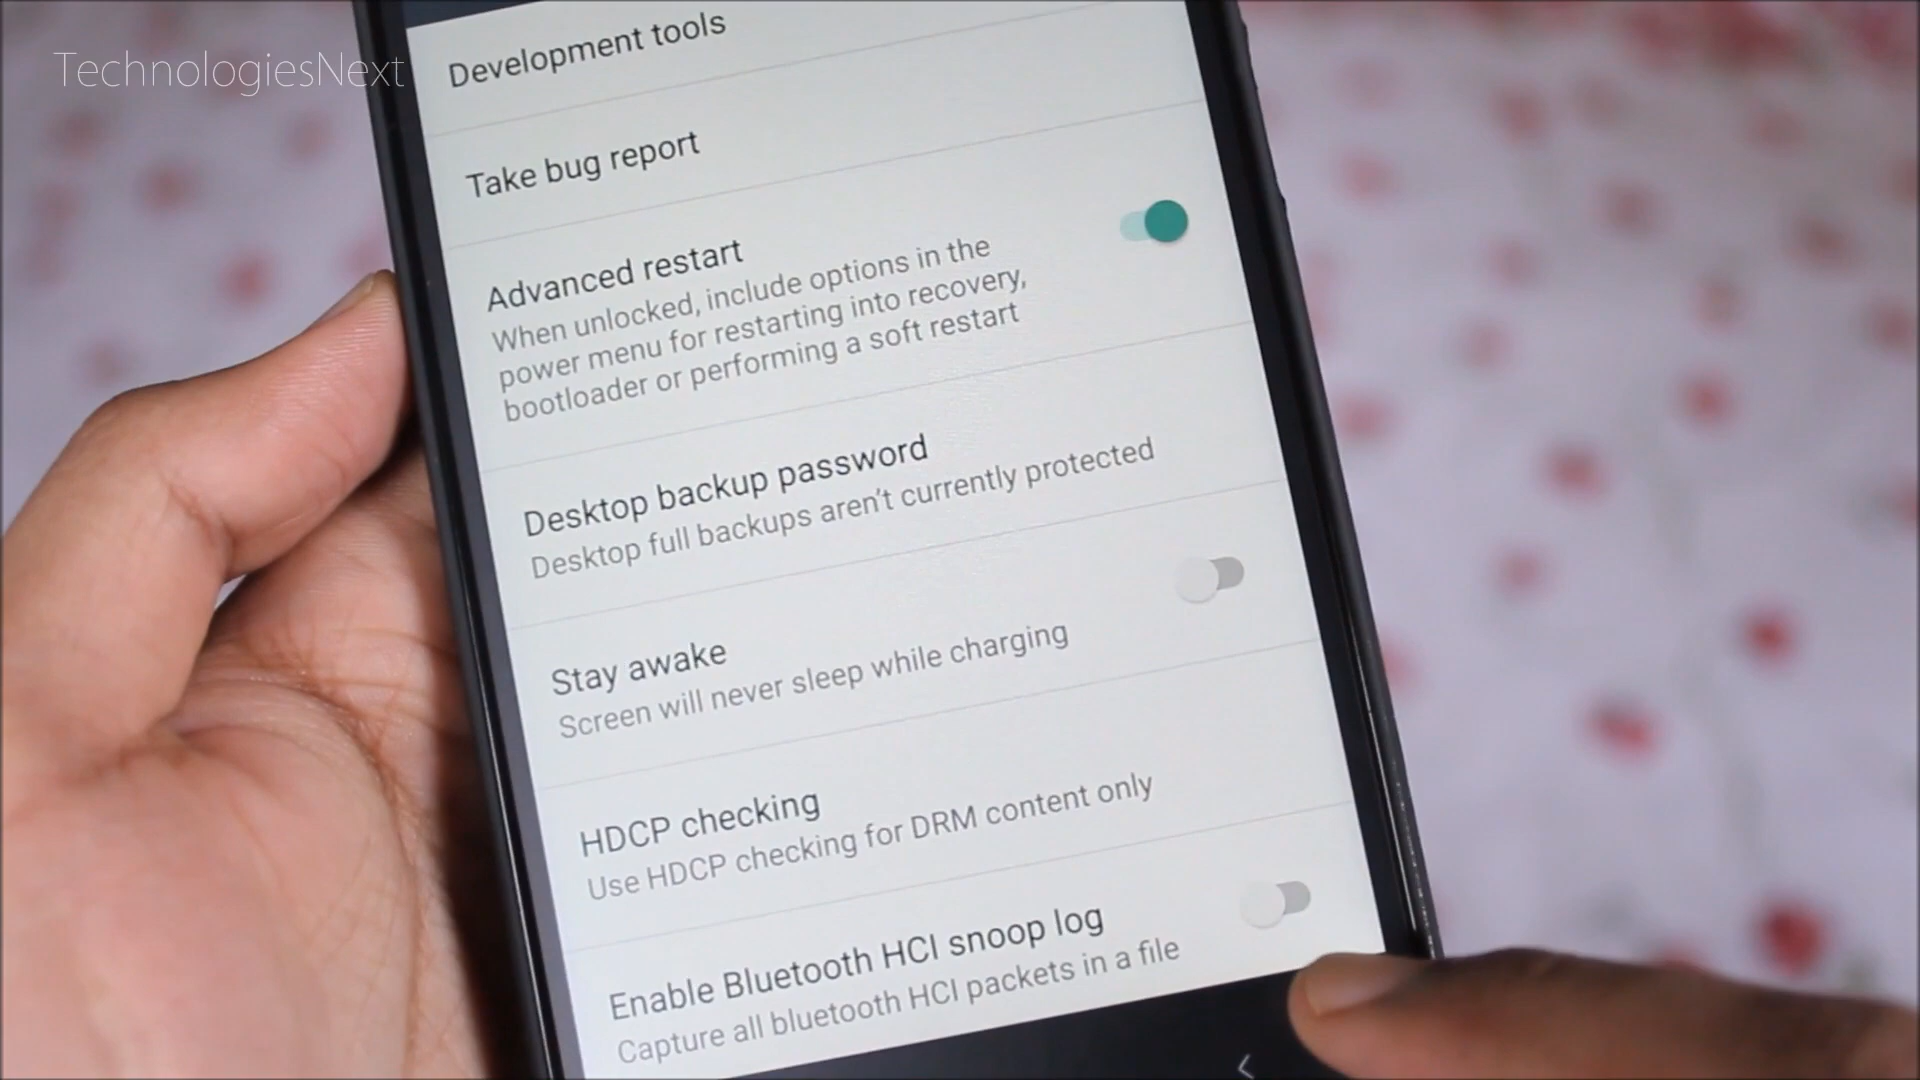 TechnologiesNext
Development tools
Take bug report
Advanced restart
When unlocked, include options in the
power menu for restarting into recovery,
bootloader or performing a soft restart
Desktop backup password
Desktop full backups aren't currently protected
Stay awake
Screen will never sleep while charging
HDCP checking
Use HDCP checking for DRM content only
Enable Bluetooth HCI snoop log
Capture all bluetooth HCI packets in a file